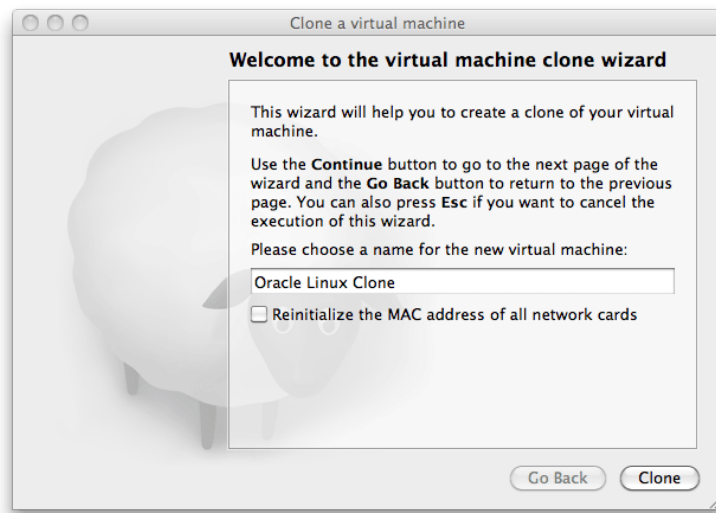 Clone a virtual machine
Welcome to the virtual machine clone wizard
This wizard will help you to create a clone of your virtual
machine.
Use the Continue button to go to the next page of the
wizard and the Go Back button to return to the previous
page. You can also press Esc if you want to cancel the
execution of this wizard.
Please choose a name for the new virtual machine:
Oracle Linux Clone
Reinitialize the MAC address of all network cards
Go Back
Clone